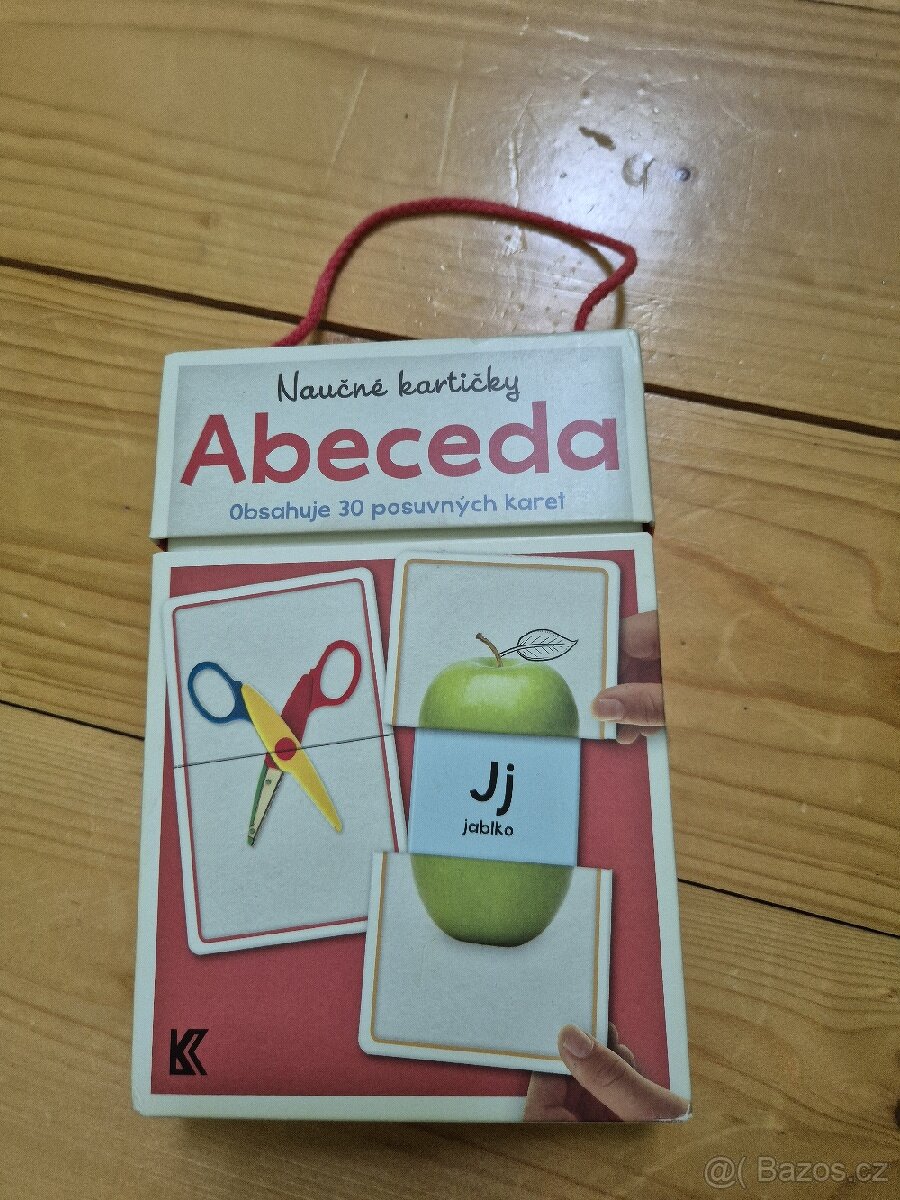 Naučné kartičky
Abeceda
Obsahuje 30 posuvných karet
Jj
jablko
@( Bazos.cz